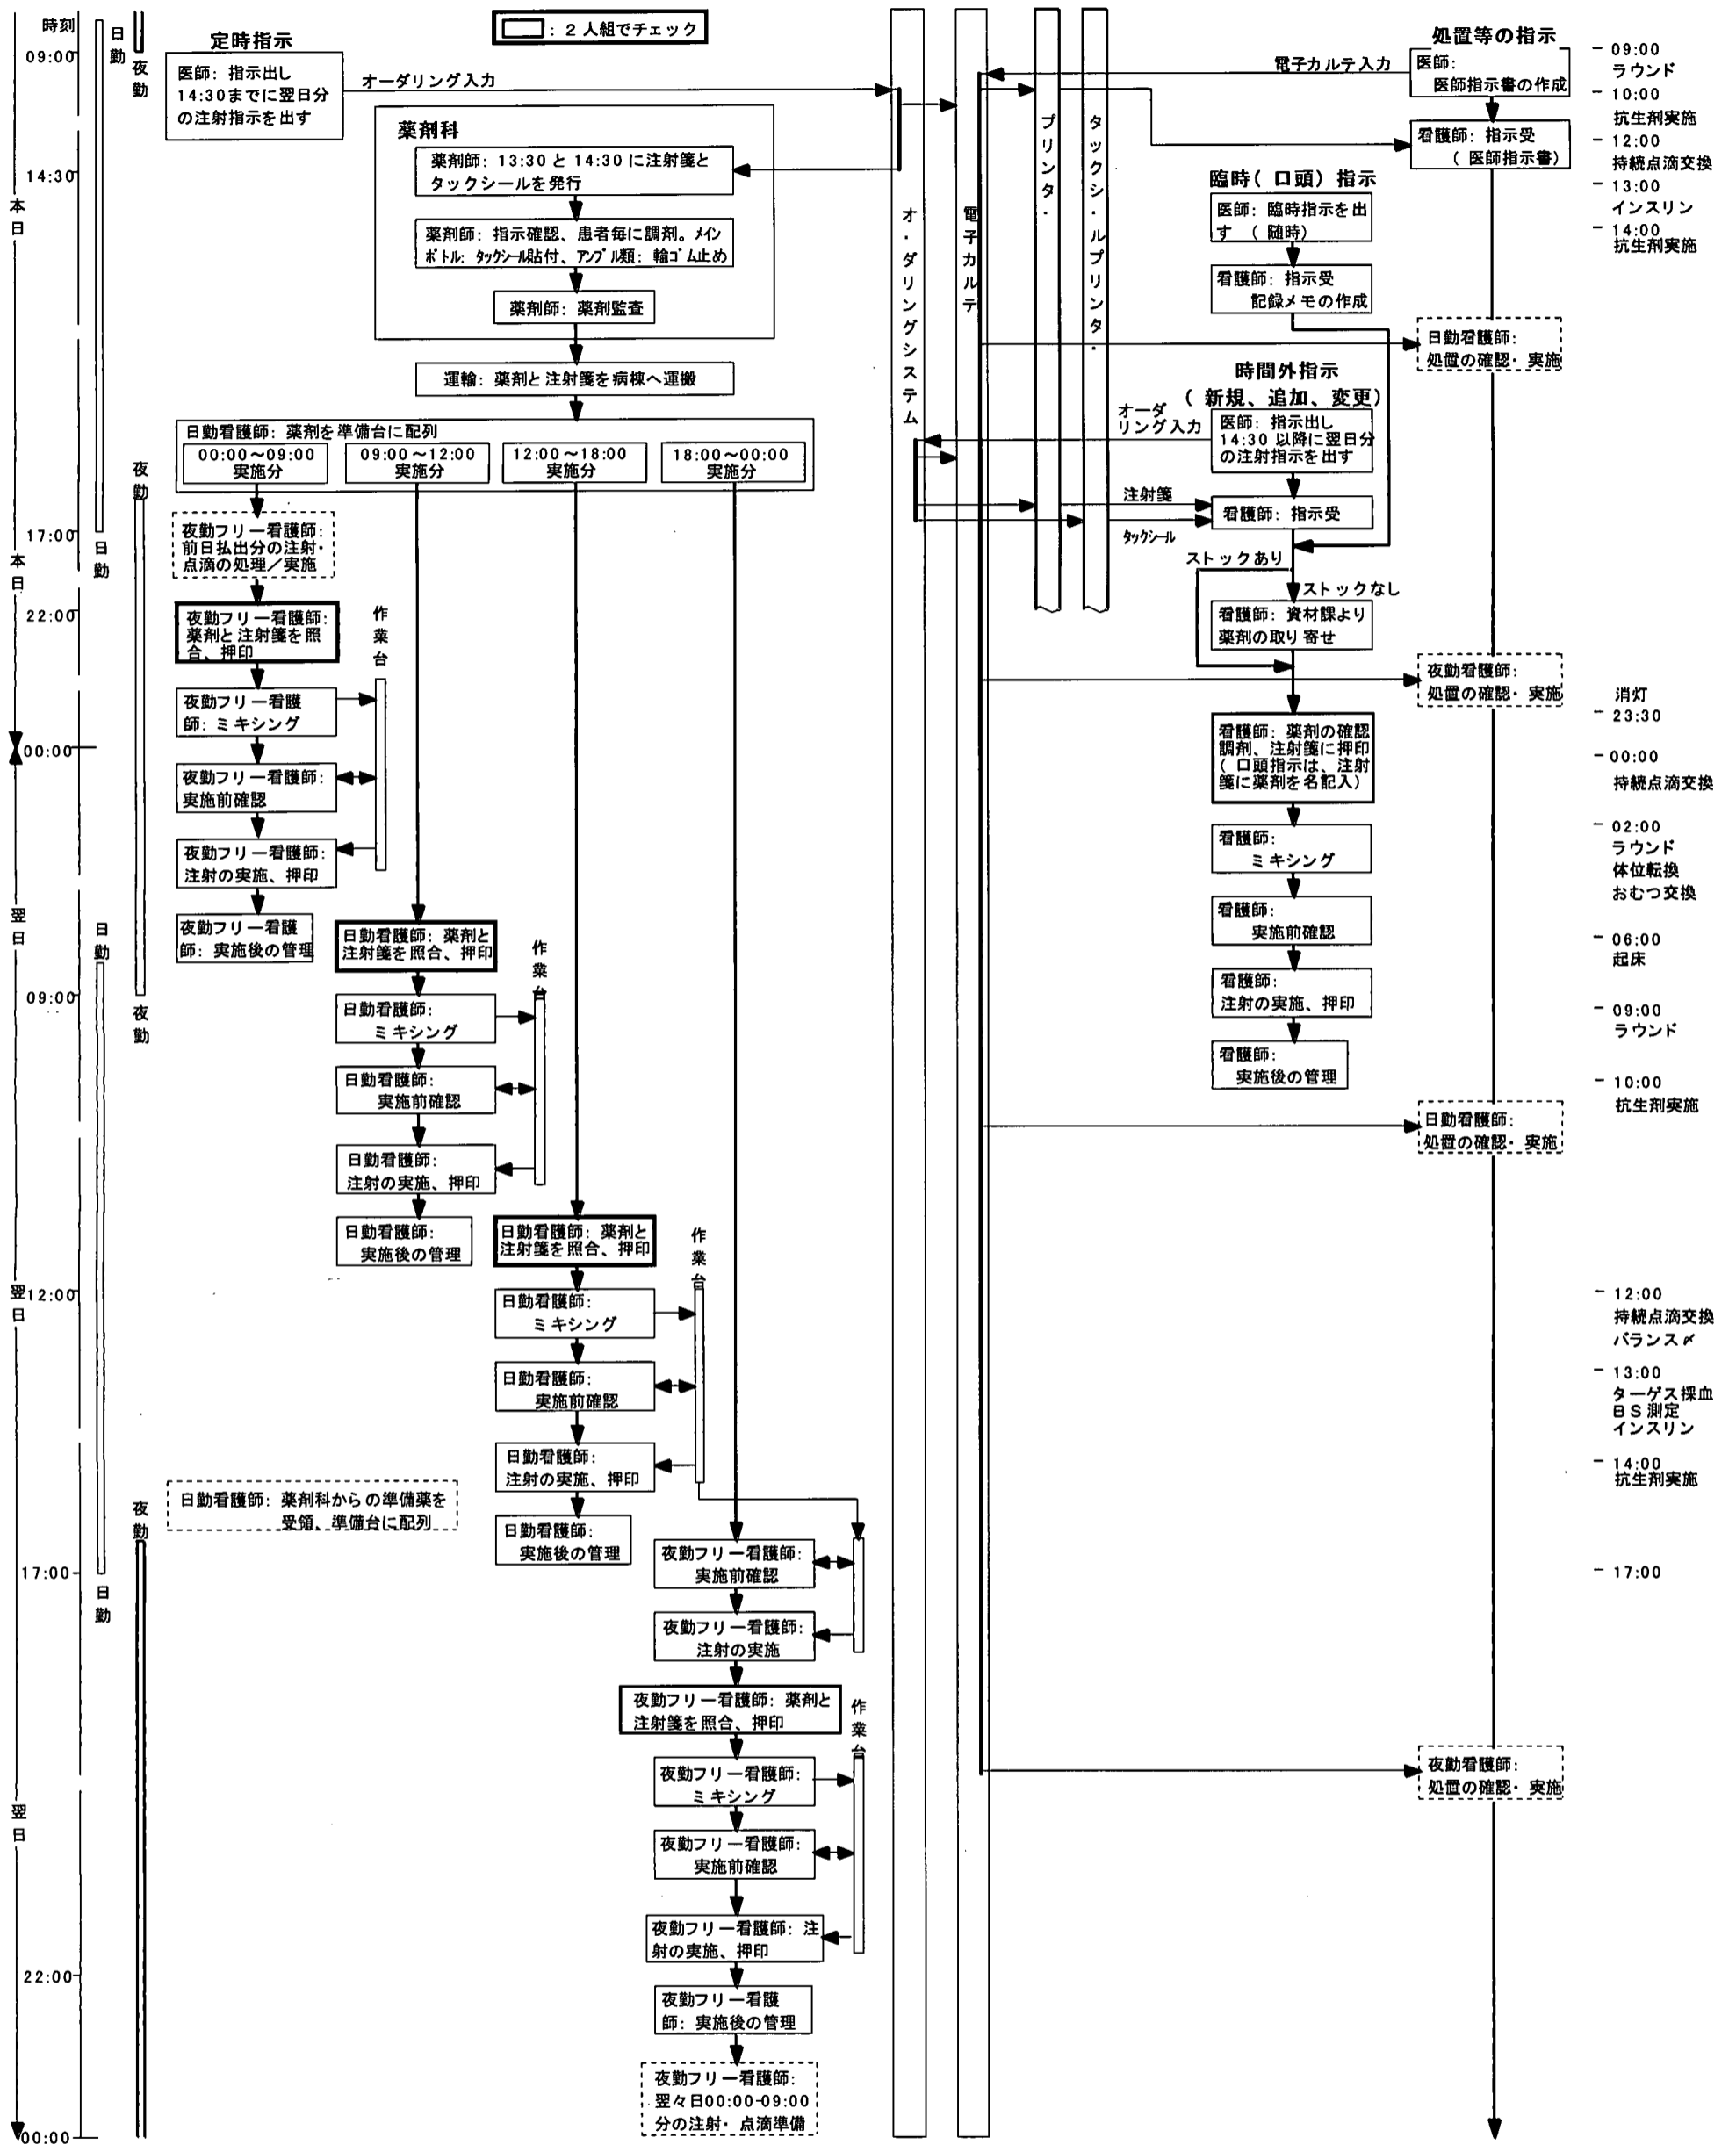 時刻
日勤
夜勤
09:00
14:30
本日
17:00
日勤
本日
22:00
夜勤
00:00
翌日
日勤
09:00
夜勤
翌日
12:00
夜勤
17:00
日勤
翌日
22:00
00:00
□: 2 人組でチェック
定時指示
医師: 指示出し
14:30までに翌日分
の注射指示を出す
オーダリング入力
薬剤科
薬剤師: 13:30 と 14:30 に注射箋と
タックシールを発行
薬剤師: 指示確認、患者毎に調剤。メイン
ボトル: タックシール貼付、アンプル類: 輪ゴム止め
薬剤師: 薬剤監査
運輸: 薬剤と注射箋を病棟へ運搬
日勤看護師: 薬剤を準備台に配列
00:00～09:00
実施分
09:00～12:00
実施分
12:00～18:00
実施分
18:00～00:00
実施分
夜勤フリー看護師:
前日払出分の注射・
点滴の処理／実施
夜勤フリー看護師:
薬剤と注射箋を照
合、押印
作業台
夜勤フリー看護
師: ミキシング
夜勤フリー看護師:
実施前確認
夜勤フリー看護師:
注射の実施、押印
夜勤フリー看護
師: 実施後の管理
日勤看護師: 薬剤と
注射箋を照合、押印
作業台
日勤看護師:
ミキシング
日勤看護師:
実施前確認
日勤看護師:
注射の実施、押印
日勤看護師:
実施後の管理
日勤看護師: 薬剤と
注射箋を照合、押印
作業台
日勤看護師:
ミキシング
日勤看護師:
実施前確認
日勤看護師:
注射の実施、押印
日勤看護師:
実施後の管理
日勤看護師: 薬剤科からの準備薬を
受領、準備台に配列
夜勤フリー看護師:
実施前確認
夜勤フリー看護師:
注射の実施
夜勤フリー看護師: 薬剤と
注射箋を照合、押印
作業台
夜勤フリー看護師:
ミキシング
夜勤フリー看護師:
実施前確認
夜勤フリー看護師: 注
射の実施、押印
夜勤フリー看護
師: 実施後の管理
夜勤フリー看護師:
翌々日00:00-09:00
分の注射・ 点滴準備
オ・ダリングシステム
電子カルテ
プリンタ・
タックシ・ルプリンタ・
処置等の指示
電子カルテ入力
医師:
医師指示書の作成
看護師: 指示受
( 医師指示書)
臨時( 口頭) 指示
医師: 臨時指示を出
す ( 随時)
看護師: 指示受
記録メモの作成
日勤看護師:
処置の確認・ 実施
時間外指示
( 新規、追加、変更)
オーダ
リング入力
医師: 指示出し
14:30 以降に翌日分
の注射指示を出す
注射箋
看護師: 指示受
タックシール
ストックあり
ストックなし
看護師: 資材課より
薬剤の取り寄せ
夜勤看護師:
処置の確認・ 実施
看護師: 薬剤の確認
調剤、注射箋に押印
( 口頭指示は、注射
箋に薬剤を名記入)
看護師:
ミキシング
看護師:
実施前確認
看護師:
注射の実施、押印
看護師:
実施後の管理
日勤看護師:
処置の確認・ 実施
夜勤看護師:
処置の確認・ 実施
09:00
ラウンド
10:00
抗生剤実施
12:00
持続点滴交換
13:00
インスリン
14:00
抗生剤実施
消灯
23:30
00:00
持続点滴交換
02:00
ラウンド
体位転換
おむつ交換
06:00
起床
09:00
ラウンド
10:00
抗生剤実施
12:00
持続点滴交換
バランス〆
13:00
ターゲス採血
BS測定
インスリン
14:00
抗生剤実施
17:00